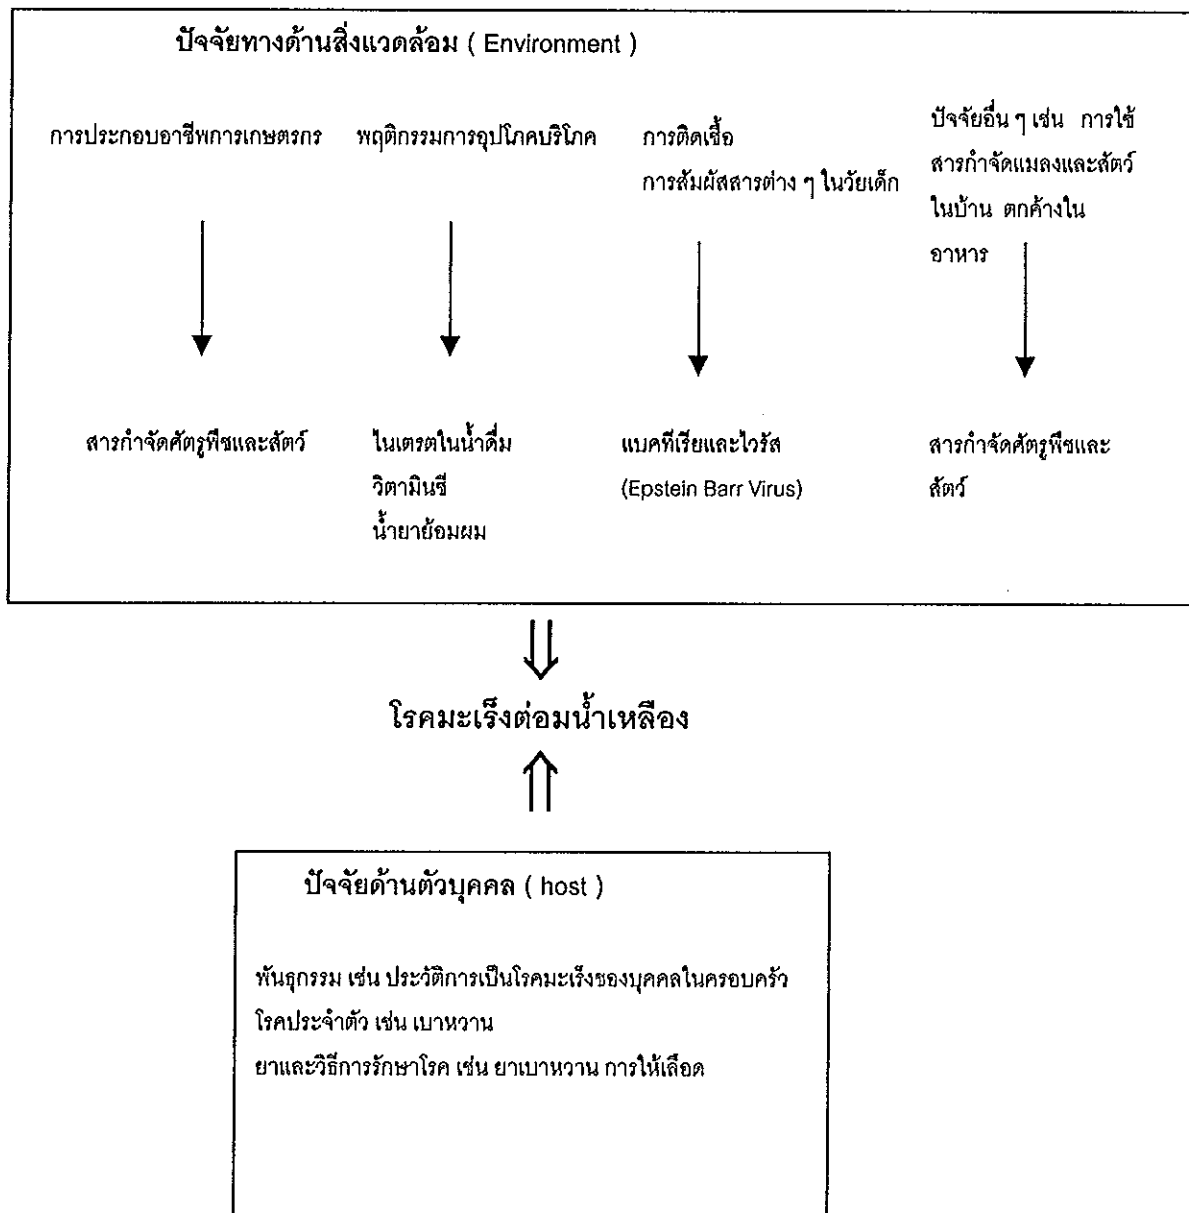 ปัจจัยทางด้านสิ่งแวดล้อม ( Environment )
การประกอบอาชีพการเกษตรกร
พฤติกรรมการอุปโภคบริโภค
การติดเชื้อ
การสัมผัสสารต่าง ๆ ในวัยเด็ก
ปัจจัยอื่น ๆ เช่น การใช้
สารกำจัดแมลงและสัตว์
ในบ้าน ตกค้างใน
อาหาร
สารกำจัดศัตรูพืชและสัตว์
ไนเตรตในน้ำดื่ม
วิตามินซี
น้ำยาย้อมผม
แบคทีเรียและไวรัส
(Epstein Barr Virus)
สารกำจัดศัตรูพืชและ
สัตว์
โรคมะเร็งต่อมน้ำเหลือง
ปัจจัยด้านตัวบุคคล ( host )
พันธุกรรม เช่น ประวัติการเป็นโรคมะเร็งของบุคคลในครอบครัว
โรคประจำตัว เช่น เบาหวาน
ยาและวิธีการรักษาโรค เช่น ยาเบาหวาน การให้เลือด